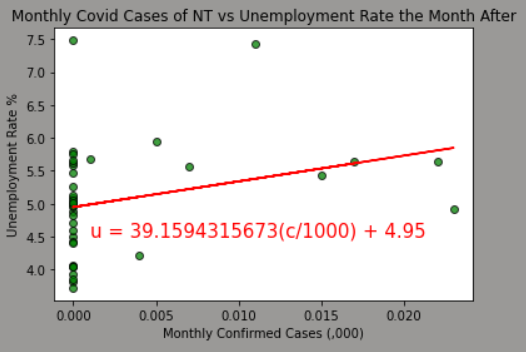 Monthly Covid Cases of NT vs Unemployment Rate the Month After
7.5
7.0
6.5
6.0
5.5
5.0
4.5
4.0
Unemployment Rate %
u = 39.1594315673(c/1000) + 4.95
0.000 0.005 0.010 0.015 0.020
Monthly Confirmed Cases (,000)